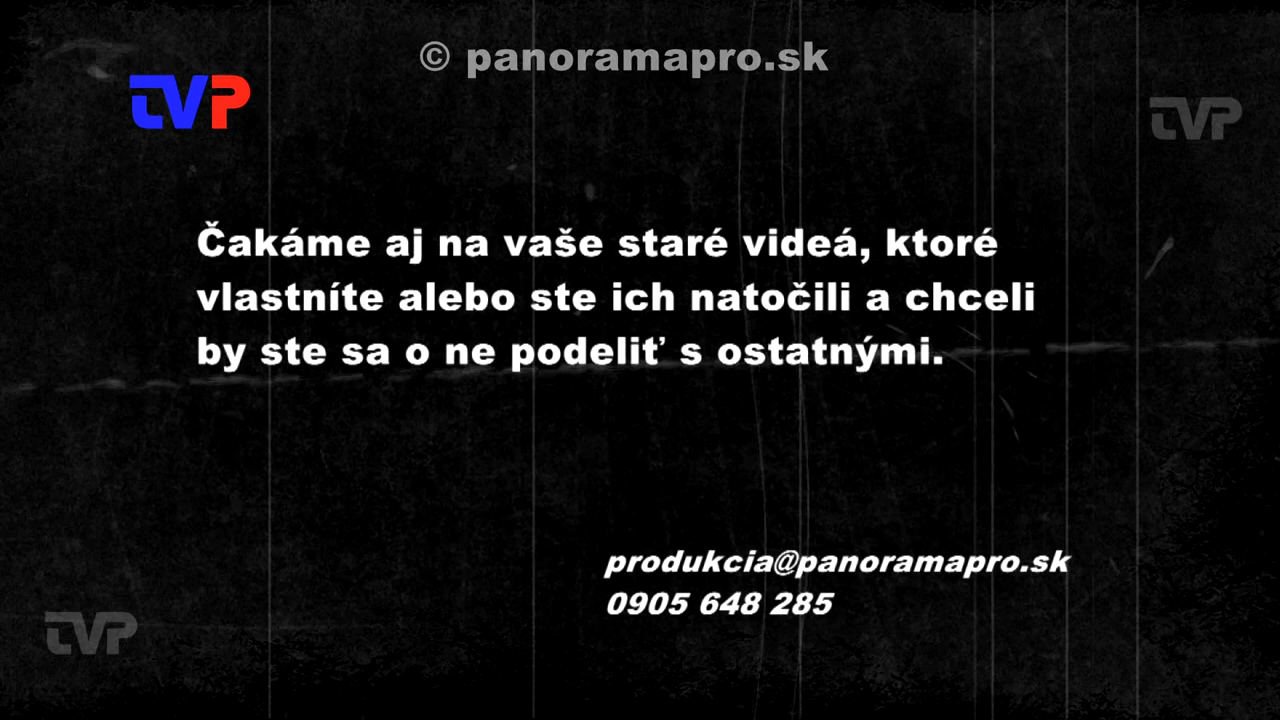 © panoramapro.sk
TVP
TVP
Čakáme aj na vaše staré videá, ktoré
vlastníte alebo ste ich natočili a chceli
by ste sa o ne podeliť s ostatnými.
produkcia@panoramapro.sk
0905 648 285
TVP